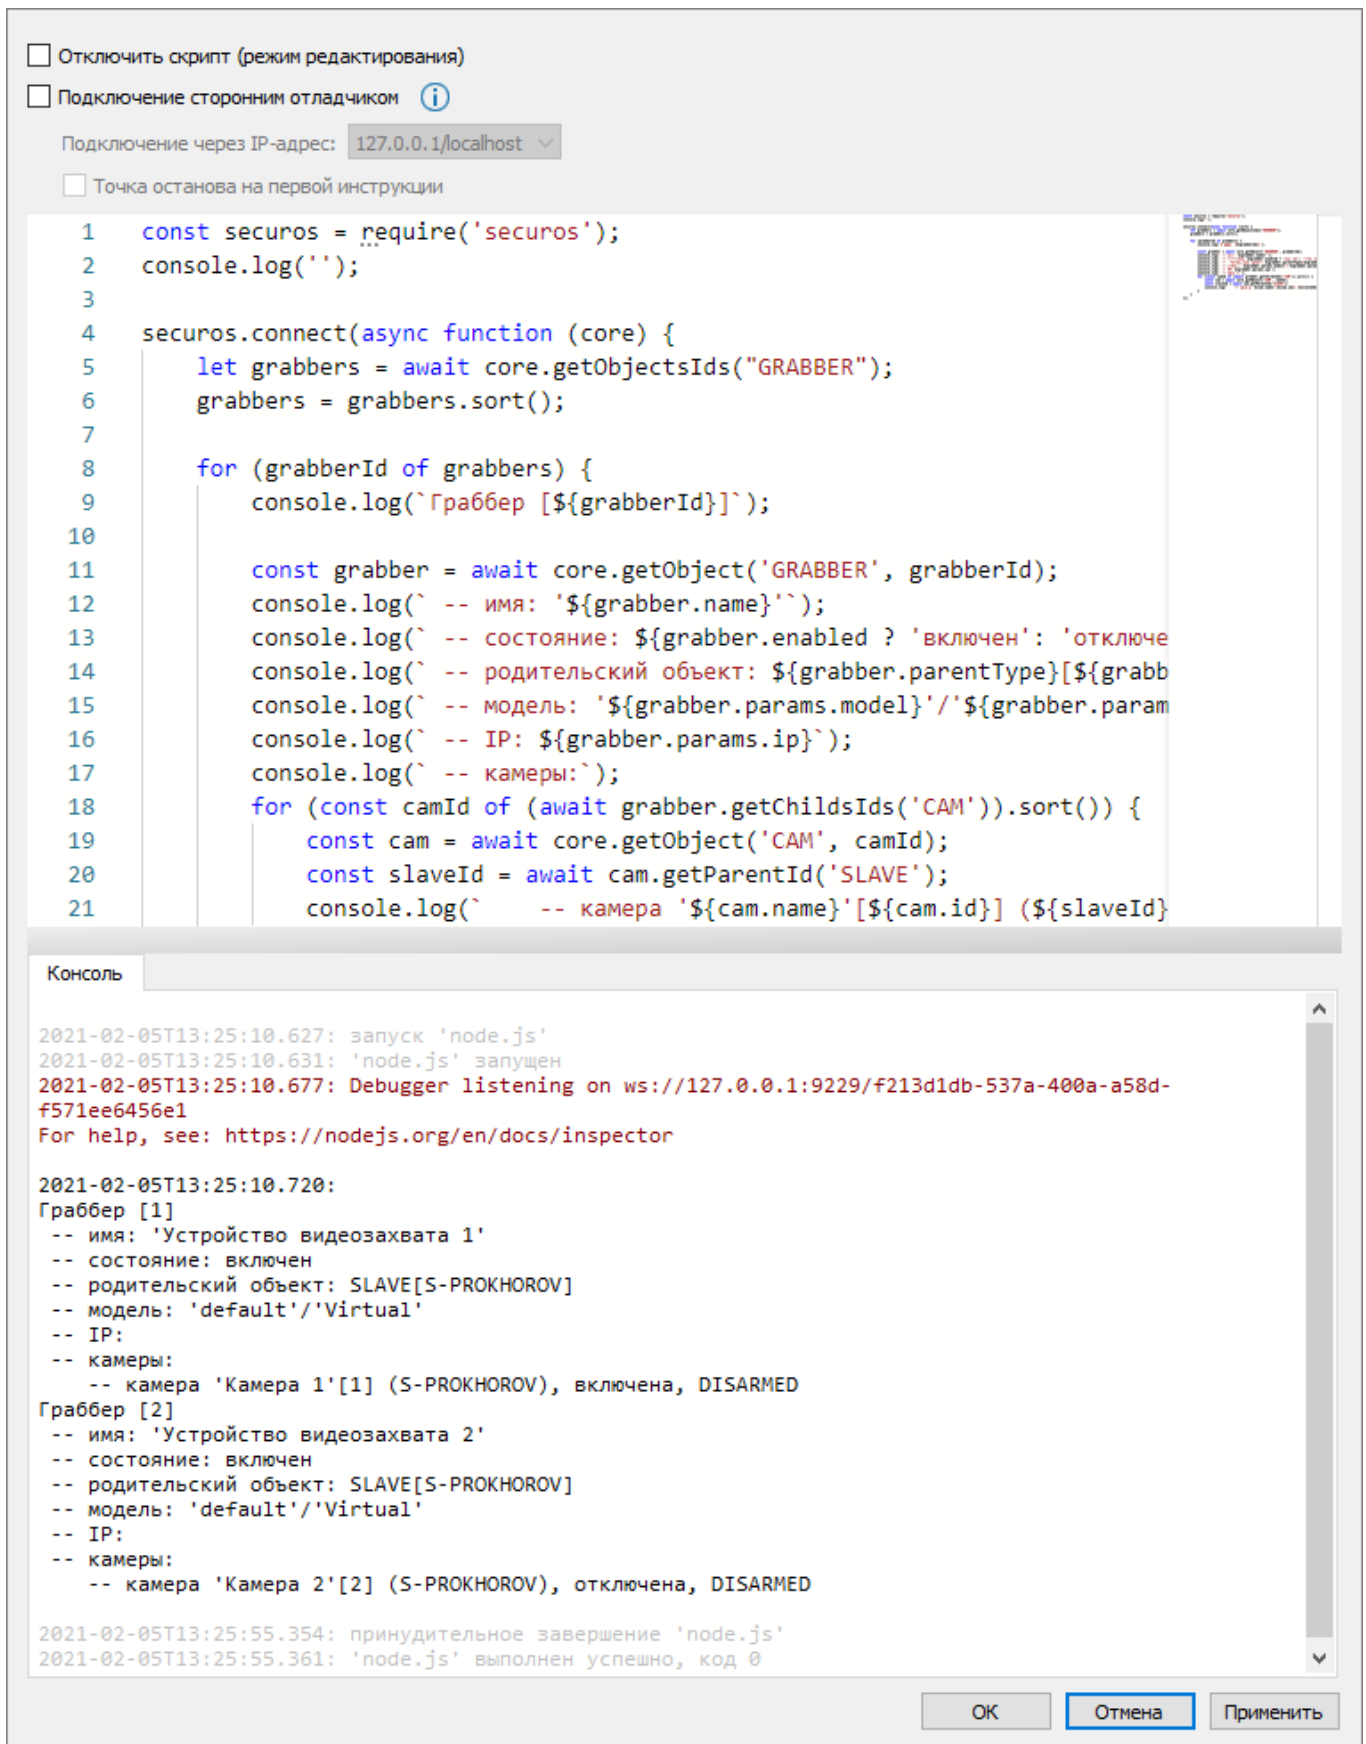 Отключить скрипт (режим редактирования)
Подключение сторонним отладчиком
Подключение через IP-адрес: 127.0.0.1/localhost
Точка останова на первой инструкции
1 const securos = require('securos');
2 console.log('');
3
4 securos.connect(async function (core) {
5 let grabbers = await core.getObjectsIds("GRABBER");
6 grabbers = grabbers.sort();
7
8 for (grabberId of grabbers) {
9 console.log(`Граббер [${grabberId}]`);
10
11 const grabber = await core.getObject('GRABBER', grabberId);
12 console.log(` -- имя: '${grabber.name}'`);
13 console.log(` -- состояние: ${grabber.enabled ? 'включен': 'отключе
14 console.log(` -- родительский объект: ${grabber.parentType}[${grabb
15 console.log(` -- модель: '${grabber.params.model}'/'${grabber.param
16 console.log(` -- IP: ${grabber.params.ip}`);
17 console.log(` -- камеры:`);
18 for (const camId of (await grabber.getChildsIds('CAM')).sort()) {
19 const cam = await core.getObject('CAM', camId);
20 const slaveId = await cam.getParentId('SLAVE');
21 console.log(`    -- камера '${cam.name}'[${cam.id}] (${slaveId}
Консоль
2021-02-05T13:25:10.627: запуск 'node.js'
2021-02-05T13:25:10.631: 'node.js' запущен
2021-02-05T13:25:10.677: Debugger listening on ws://127.0.0.1:9229/f213d1db-537a-400a-a58d-
f571ee6456e1
For help, see: https://nodejs.org/en/docs/inspector
2021-02-05T13:25:10.720:
Граббер [1]
-- имя: 'Устройство видеозахвата 1'
-- состояние: включен
-- родительский объект: SLAVE[S-PROKHOROV]
-- модель: 'default'/'Virtual'
-- IP:
-- камеры:
-- камера 'Камера 1'[1] (S-PROKHOROV), включена, DISARMED
Граббер [2]
-- имя: 'Устройство видеозахвата 2'
-- состояние: включен
-- родительский объект: SLAVE[S-PROKHOROV]
-- модель: 'default'/'Virtual'
-- IP:
-- камеры:
-- камера 'Камера 2'[2] (S-PROKHOROV), отключена, DISARMED
2021-02-05T13:25:55.354: принудительное завершение 'node.js'
2021-02-05T13:25:55.361: 'node.js' выполнен успешно, код 0
ОК Отмена Применить